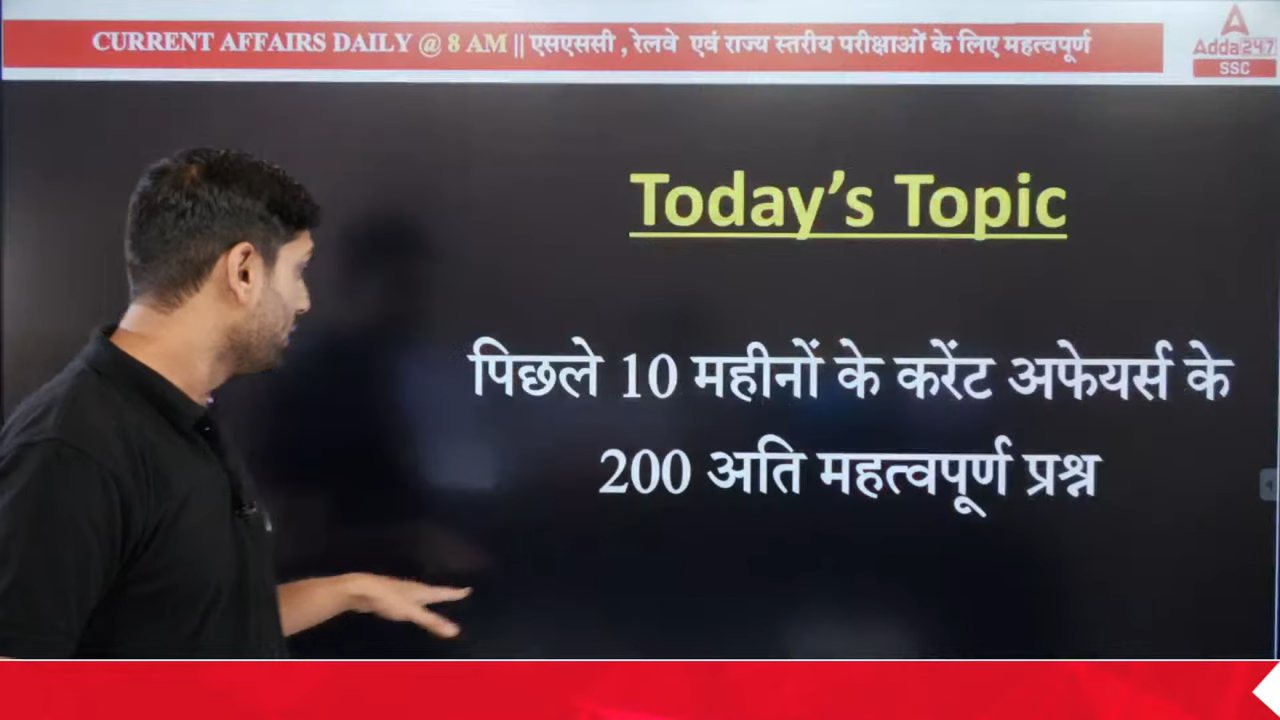 CURRENT AFFAIRS DAILY @ 8 AM || एसएससी , रेलवे एवं राज्य स्तरीय परीक्षाओं के लिए महत्वपूर्ण
Adda247
SSC
Today's Topic
पिछले 10 महीनों के करेंट अफेयर्स के
200 अति महत्वपूर्ण प्रश्न